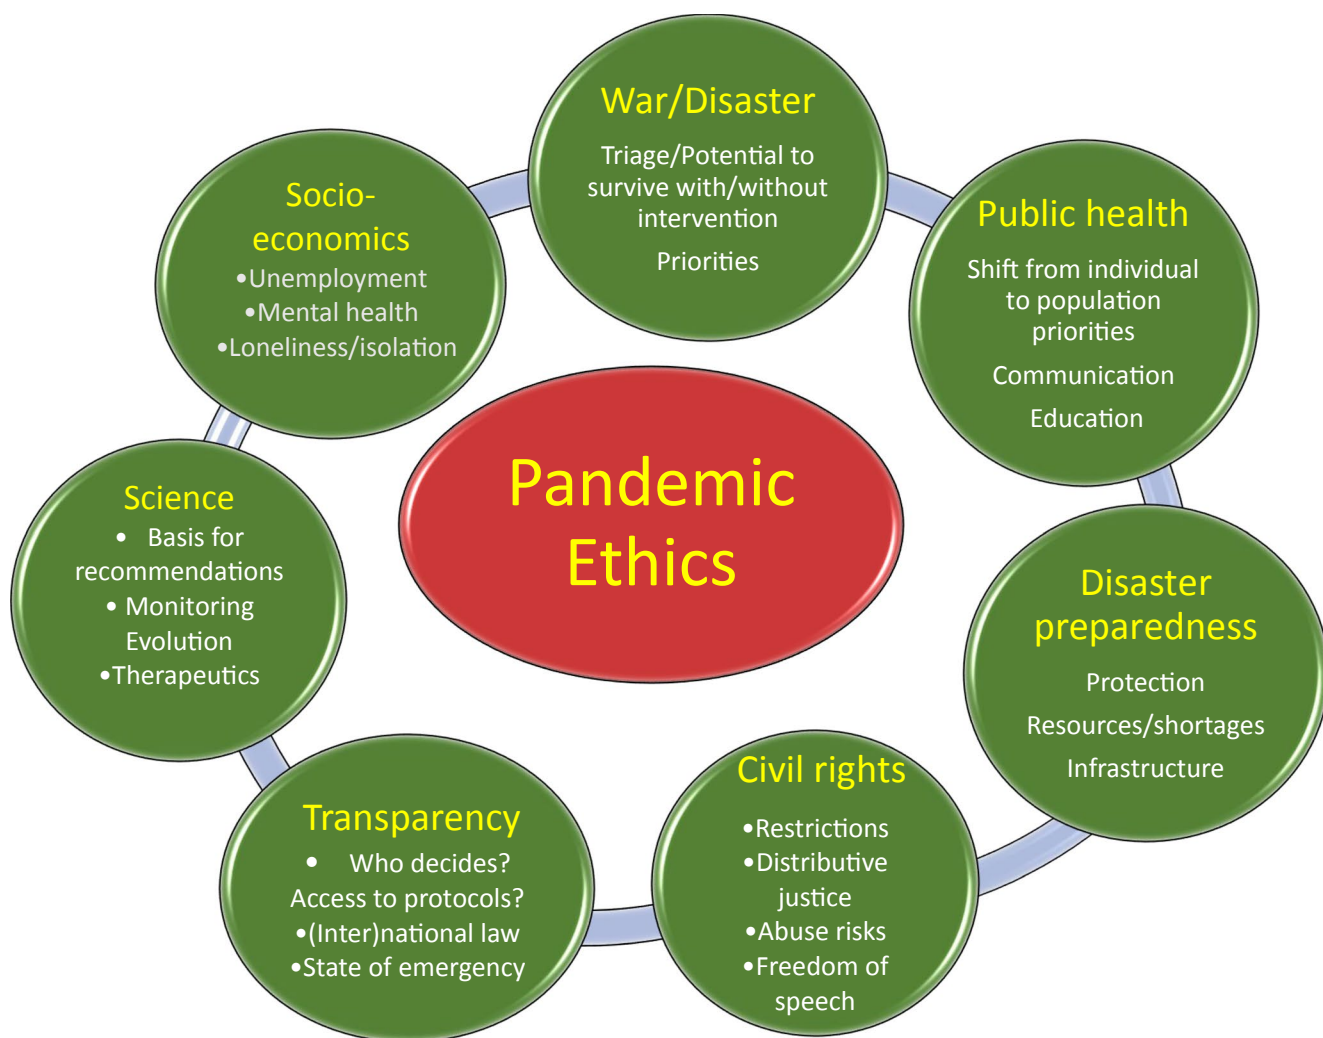 War/Disaster
Triage/Potential to
survive with/without
intervention
Priorities
Public health
Shift from individual
to population
priorities
Communication
Education
Disaster
preparedness
Protection
Resources/shortages
Infrastructure
Civil rights
•Restrictions
•Distributive
justice
•Abuse risks
•Freedom of
speech
Transparency
• Who decides?
Access to protocols?
•(Inter)national law
•State of emergency
Science
• Basis for
recommendations
• Monitoring
Evolution
•Therapeutics
Socio-
economics
•Unemployment
•Mental health
•Loneliness/isolation
Pandemic
Ethics